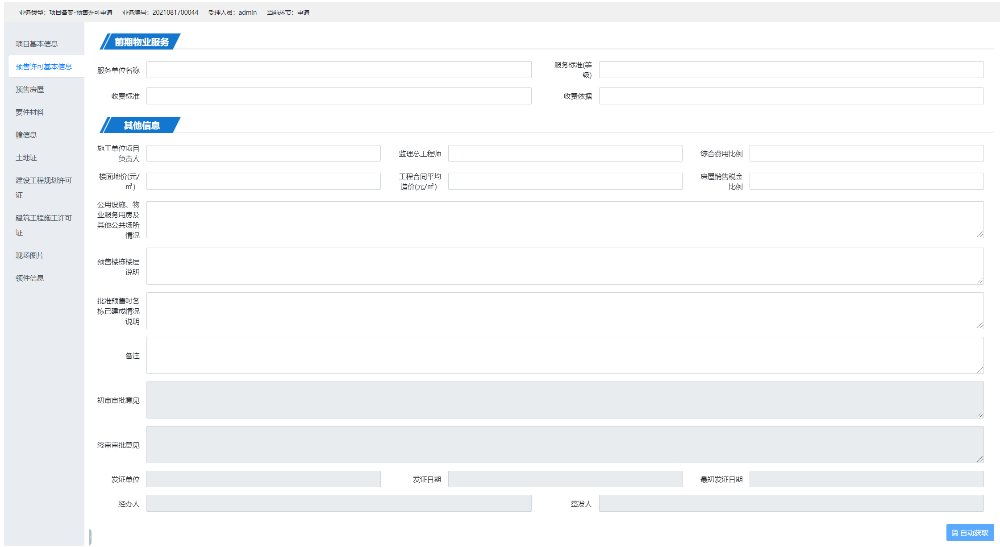 业务类型：项目备案-预售许可申请 业务编号：2021081700044 受理人员：admin 当前环节：申请
项目基本信息
预售许可基本信息
预售房屋
要件材料
幢信息
土地证
建设工程规划许可
证
建筑工程施工许可
证
现场图片
领件信息
前期物业服务
服务单位名称
服务标准(等
级)
收费标准
收费依据
其他信息
施工单位项目
负责人
监理总工程师
综合费用比例
楼面地价(元/
㎡)
工程合同平均
造价(元/㎡)
房屋销售税金
比例
公用设施、物
业服务用房及
其他公共场所
情况
预售楼栋楼层
说明
批准预售时各
栋已建成情况
说明
备注
初审审批意见
终审审批意见
发证单位
发证日期
最初发证日期
经办人
签发人
自动获取